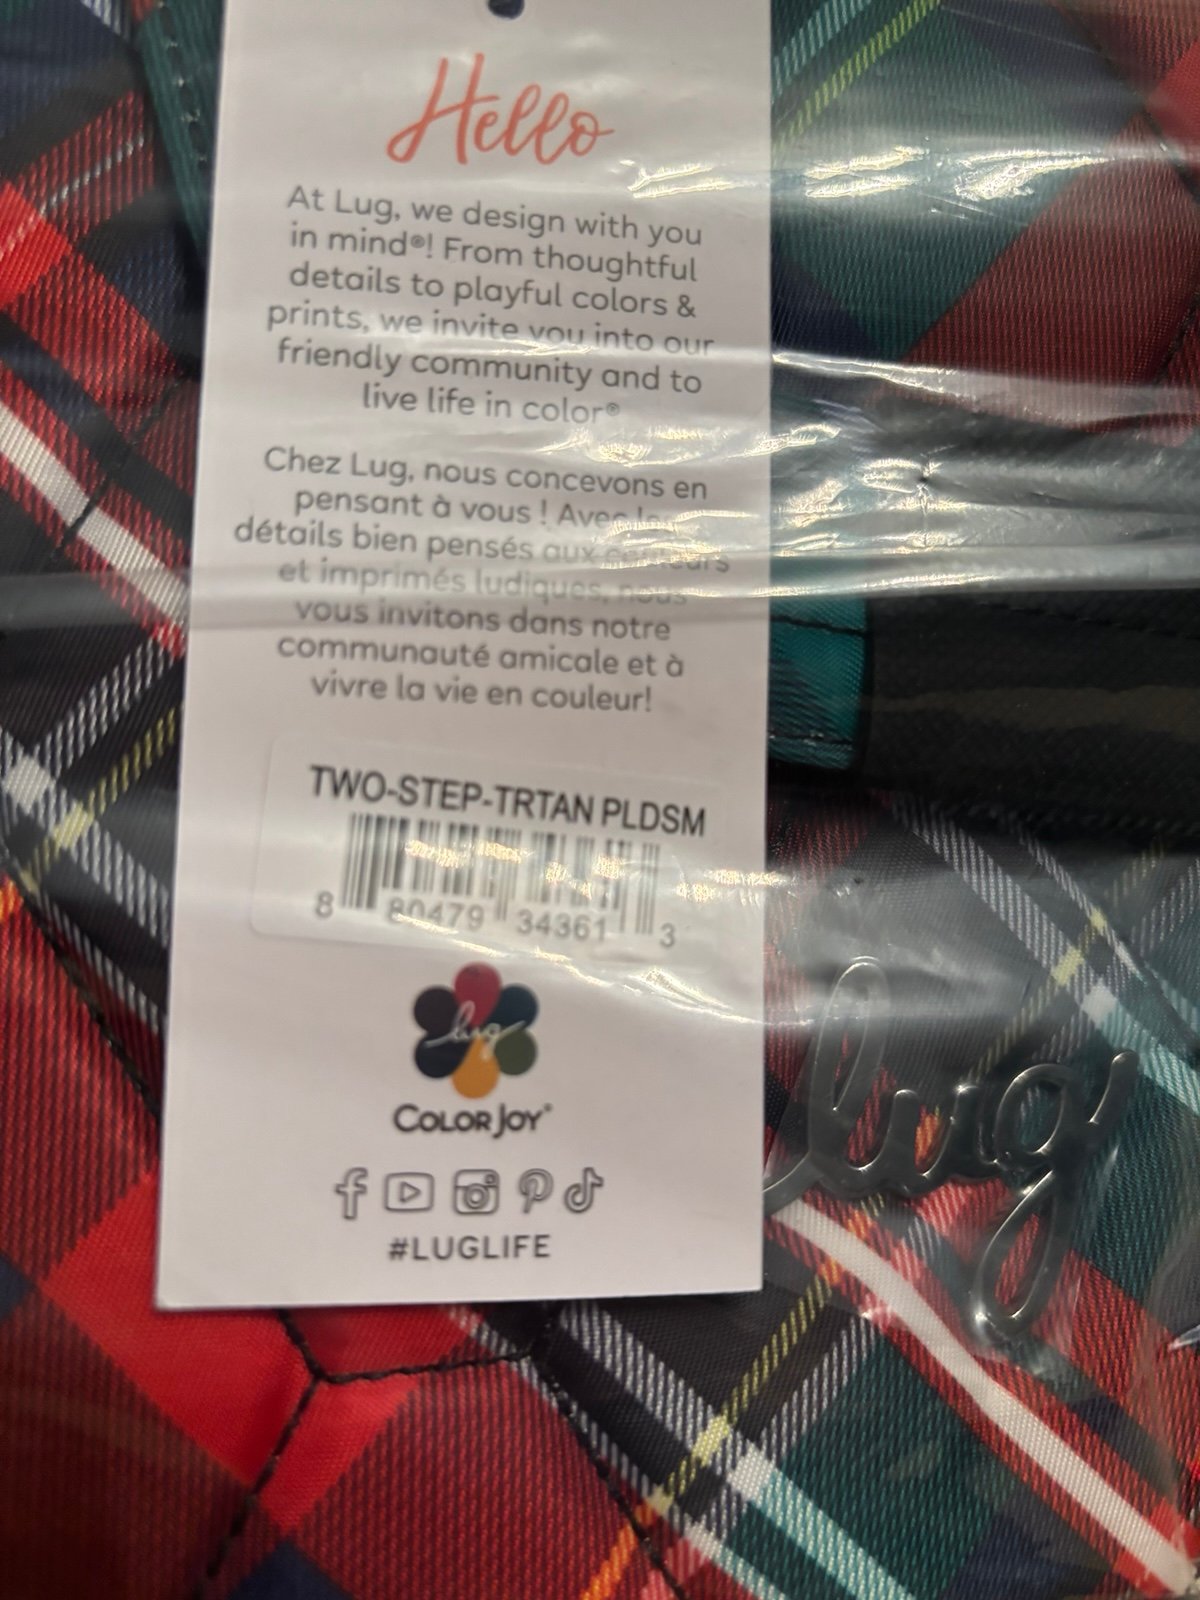 Hello
At Lug, we design with you
in mind®! From thoughtful
details to playful colors &
prints, we invite you into our
friendly community and to
live life in color®
Chez Lug, nous concevons en
pensant à vous ! Avec
détails bien pensés aux couleurs
et imprimés ludiques, nous
vous invitons dans notre
communauté amicale et à
vivre la vie en couleur!
TWO-STEP-TRTAN PLDSM
8 80479 34361 3
lug
COLOR JOY®
#LUGLIFE
lug